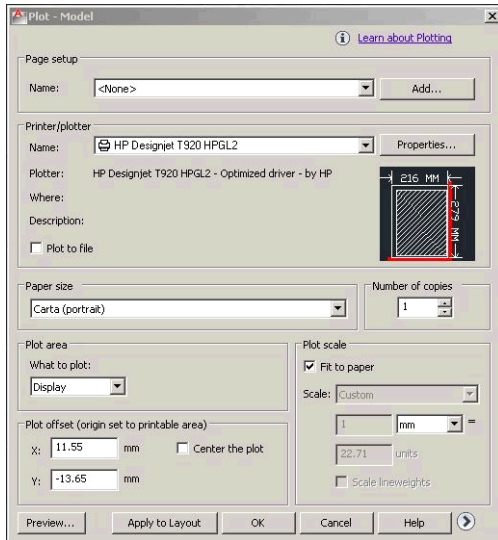 Plot - Model
Learn about Plotting
Page setup
Name: <None> Add...
Printer/plotter
Name: HP Designjet T920 HPGL2 Properties...
Plotter: HP Designjet T920 HPGL2 - Optimized driver - by HP
Where:
Description:
Plot to file
216 MM
279 MM
Paper size
Carta (portrait)
Number of copies
1
Plot area
What to plot:
Display
Plot scale
Fit to paper
Scale: Custom
1 mm =
22.71 units
Scale lineweights
Plot offset (origin set to printable area)
X: 11.55 mm Center the plot
Y: -13.65 mm
Preview... Apply to Layout OK Cancel Help